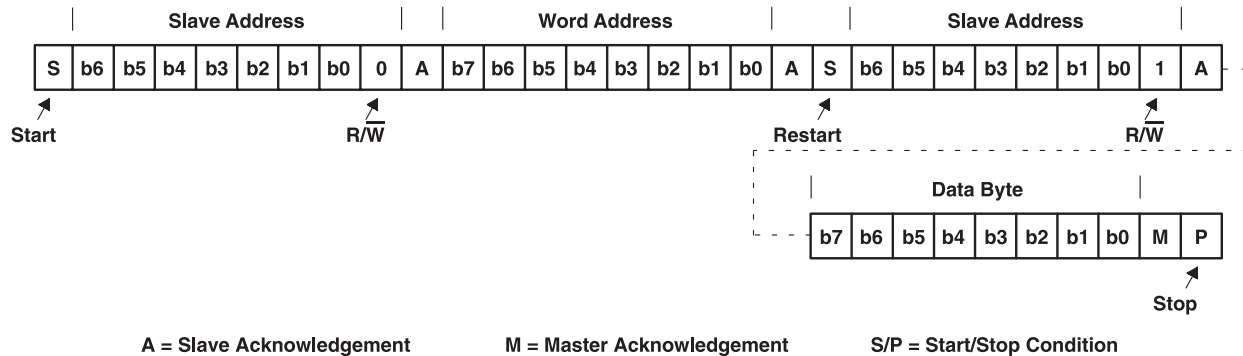 Slave Address Word Address Slave Address
S b6 b5 b4 b3 b2 b1 b0 0 A b7 b6 b5 b4 b3 b2 b1 b0 A S b6 b5 b4 b3 b2 b1 b0 1 A
Start R/W̅ Restart R/W̅
Data Byte
b7 b6 b5 b4 b3 b2 b1 b0 M P
Stop
A = Slave Acknowledgement M = Master Acknowledgement S/P = Start/Stop Condition